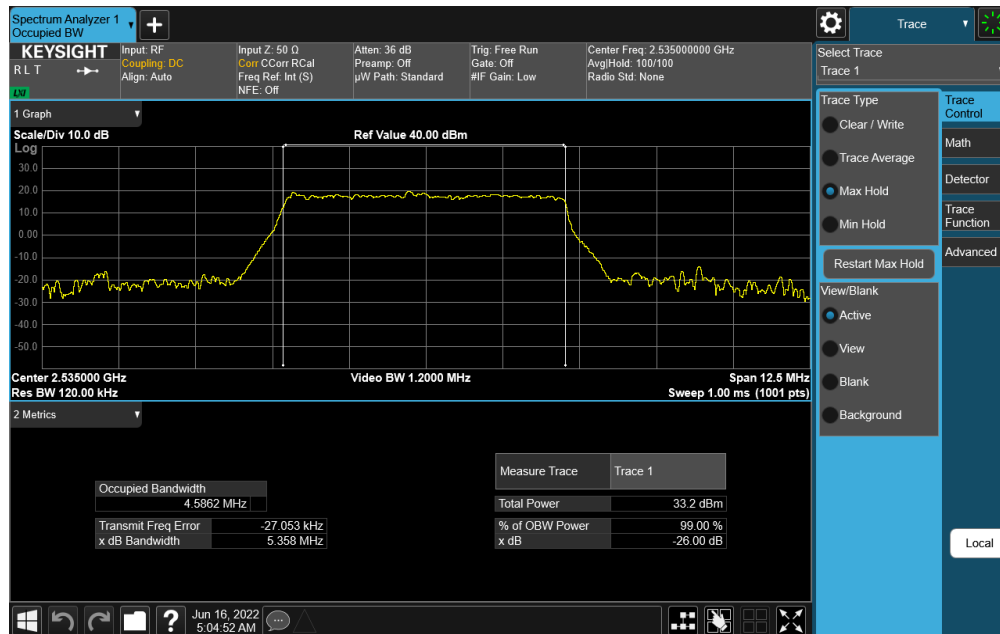 Spectrum Analyzer 1
Occupied BW
Trace
KEYSIGHT
R L T
LXI
Input: RF
Coupling: DC
Align: Auto
Input Z: 50 Ω
Corr CCorr RCal
Freq Ref: Int (S)
NFE: Off
Atten: 36 dB
Preamp: Off
µW Path: Standard
Trig: Free Run
Gate: Off
#IF Gain: Low
Center Freq: 2.535000000 GHz
Avg|Hold: 100/100
Radio Std: None
Select Trace
Trace 1
1 Graph
Scale/Div 10.0 dB
Ref Value 40.00 dBm
Log
30.0
20.0
10.0
0.00
-10.0
-20.0
-30.0
-40.0
-50.0
Center 2.535000 GHz
Video BW 1.2000 MHz
Span 12.5 MHz
Res BW 120.00 kHz
Sweep 1.00 ms (1001 pts)
2 Metrics
Occupied Bandwidth
4.5862 MHz
Transmit Freq Error -27.053 kHz
x dB Bandwidth 5.358 MHz
Measure Trace Trace 1
Total Power 33.2 dBm
% of OBW Power 99.00 %
x dB -26.00 dB
Trace Type
Clear / Write
Trace Average
Max Hold
Min Hold
Restart Max Hold
View/Blank
Active
View
Blank
Background
Trace
Control
Math
Detector
Trace
Function
Advanced
Local
Jun 16, 2022
5:04:52 AM